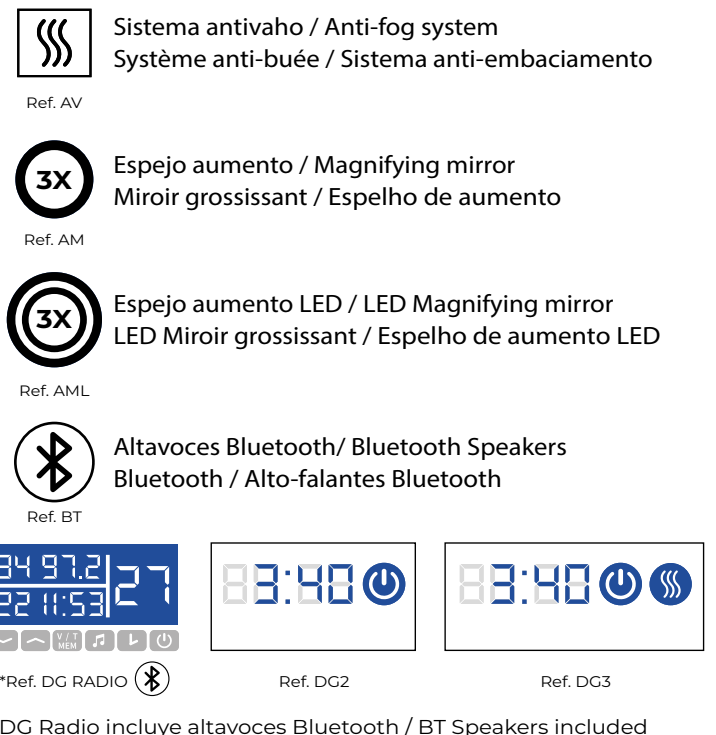 Sistema antivaho / Anti-fog system
Système anti-buée / Sistema anti-embaciamento
Ref. AV
3X
Espejo aumento / Magnifying mirror
Miroir grossissant / Espelho de aumento
Ref. AM
3X
Espejo aumento LED / LED Magnifying mirror
LED Miroir grossissant / Espelho de aumento LED
Ref. AML
Altavoces Bluetooth/ Bluetooth Speakers
Bluetooth / Alto-falantes Bluetooth
Ref. BT
97.2
27
11:53
V / T
MEM
3:40
3:40
*Ref. DG RADIO
Ref. DG2
Ref. DG3
DG Radio incluye altavoces Bluetooth / BT Speakers included